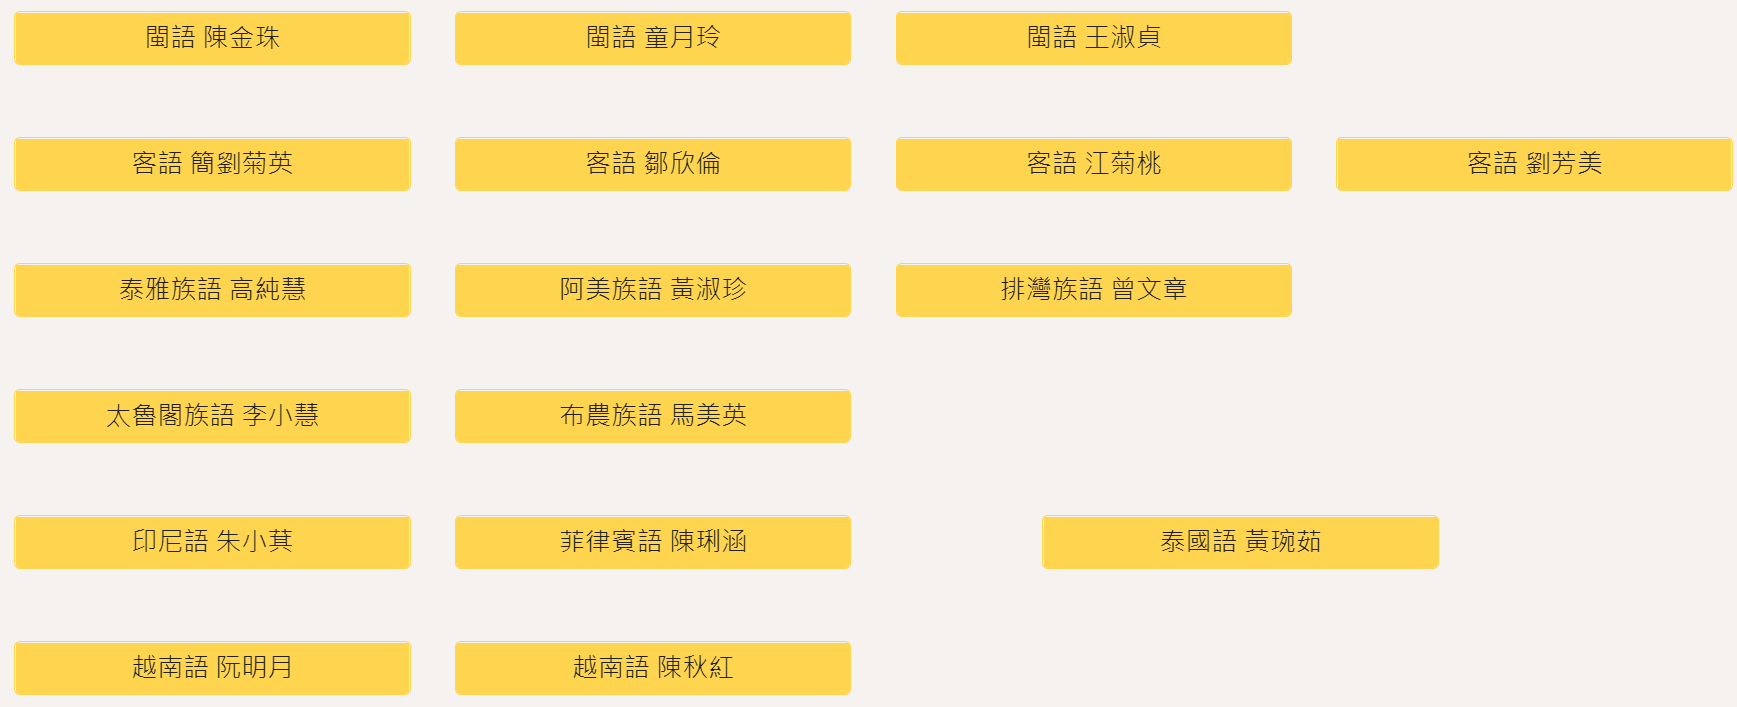 閩語 陳金珠
閩語 童月玲
閩語 王淑貞
客語 簡劉菊英
客語 鄒欣倫
客語 江菊桃
客語 劉芳美
泰雅族語 高純慧
阿美族語 黃淑珍
排灣族語 曾文章
太魯閣族語 李小慧
布農族語 馬美英
印尼語 朱小萁
菲律賓語 陳琍涵
泰國語 黃琬茹
越南語 阮明月
越南語 陳秋紅